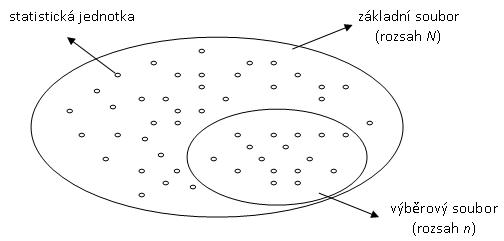 statistická jednotka
základní soubor
(rozsah N)
výběrový soubor
(rozsah n)